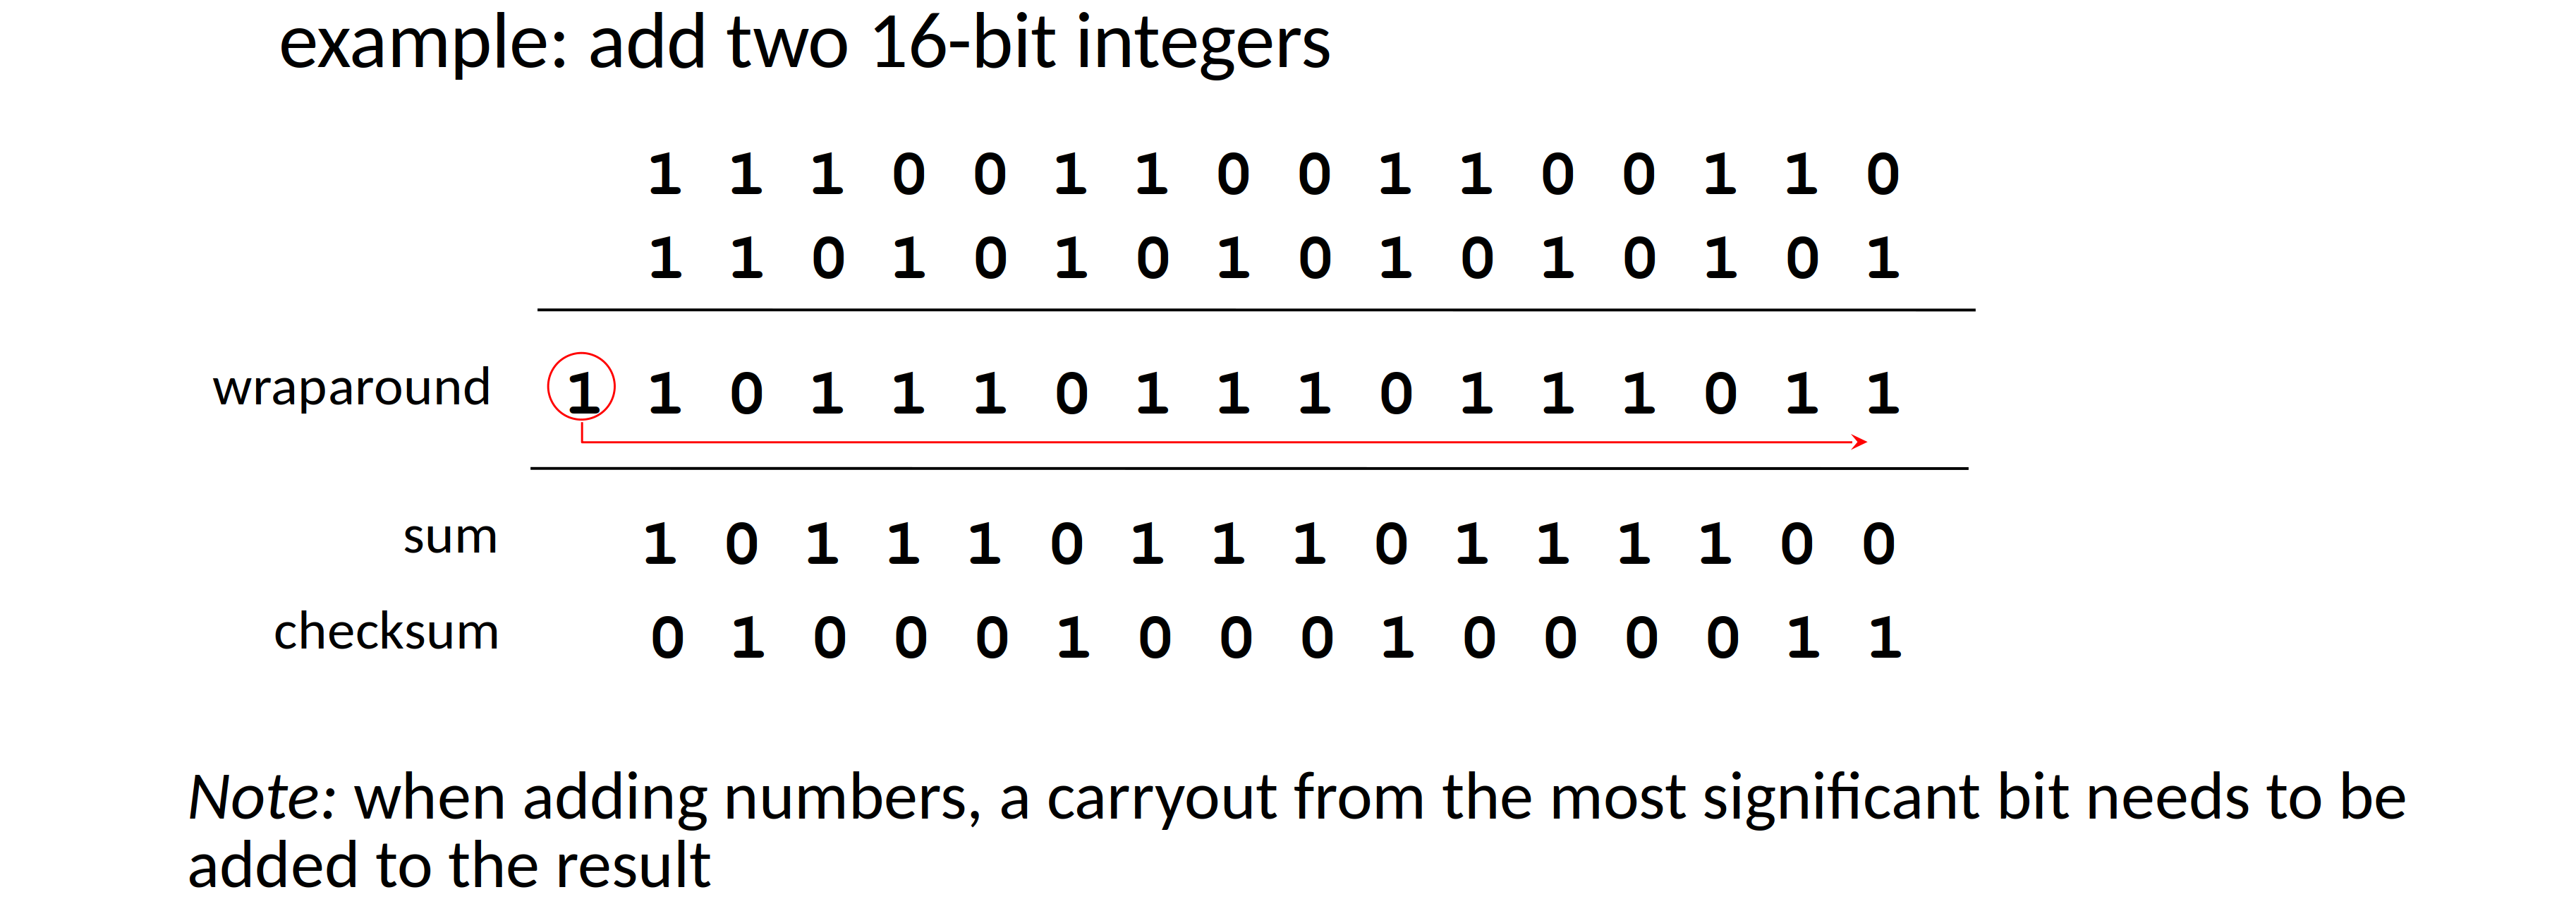 example: add two 16-bit integers
1 1 1 0 0 1 1 0 0 1 1 0 0 1 1 0
1 1 0 1 0 1 0 1 0 1 0 1 0 1 0 1
wraparound 1 1 0 1 1 1 0 1 1 1 0 1 1 1 0 1 1
sum 1 0 1 1 1 0 1 1 1 0 1 1 1 1 0 0
checksum 0 1 0 0 0 1 0 0 0 1 0 0 0 0 1 1
Note: when adding numbers, a carryout from the most significant bit needs to be
added to the result